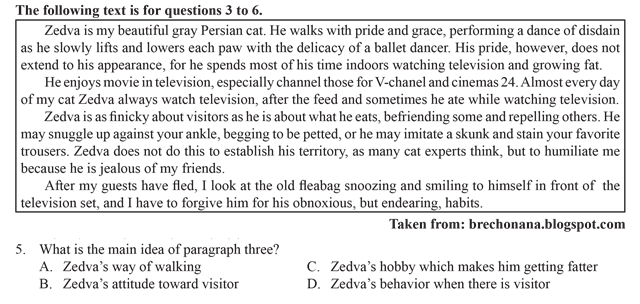 The following text is for questions 3 to 6.
Zedva is my beautiful gray Persian cat. He walks with pride and grace, performing a dance of disdain
as he slowly lifts and lowers each paw with the delicacy of a ballet dancer. His pride, however, does not
extend to his appearance, for he spends most of his time indoors watching television and growing fat.
He enjoys movie in television, especially channel those for V-chanel and cinemas 24. Almost every day
of my cat Zedva always watch television, after the feed and sometimes he ate while watching television.
Zedva is as finicky about visitors as he is about what he eats, befriending some and repelling others. He
may snuggle up against your ankle, begging to be petted, or he may imitate a skunk and stain your favorite
trousers. Zedva does not do this to establish his territory, as many cat experts think, but to humiliate me
because he is jealous of my friends.
After my guests have fled, I look at the old fleabag snoozing and smiling to himself in front of the
television set, and I have to forgive him for his obnoxious, but endearing, habits.
Taken from: brechonana.blogspot.com
5. What is the main idea of paragraph three?
A. Zedva's way of walking
B. Zedva's attitude toward visitor
C. Zedva's hobby which makes him getting fatter
D. Zedva's behavior when there is visitor